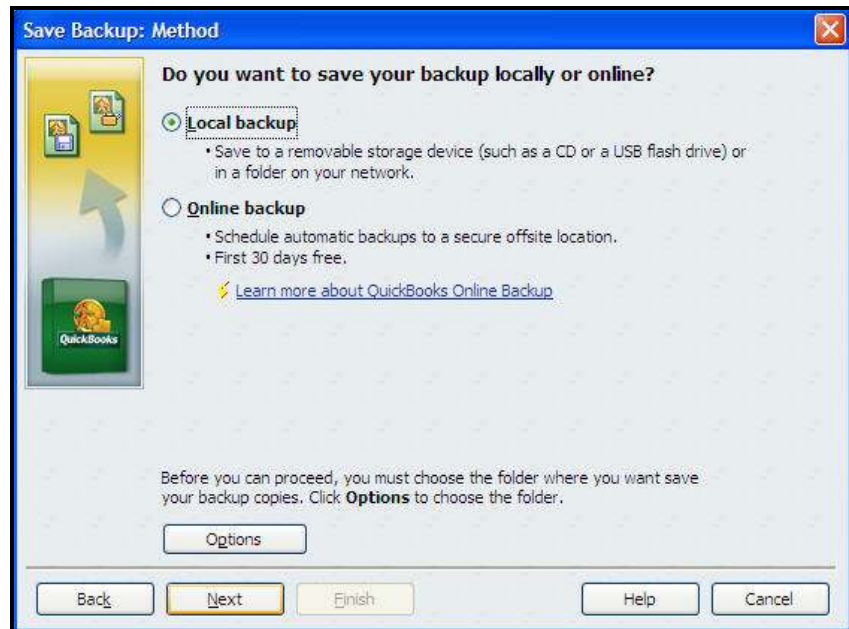 Save Backup: Method
Do you want to save your backup locally or online?
Local backup
• Save to a removable storage device (such as a CD or a USB flash drive) or
in a folder on your network.
Online backup
• Schedule automatic backups to a secure offsite location.
• First 30 days free.
Learn more about QuickBooks Online Backup
QuickBooks
Before you can proceed, you must choose the folder where you want save
your backup copies. Click Options to choose the folder.
Options
Back
Next
Finish
Help
Cancel